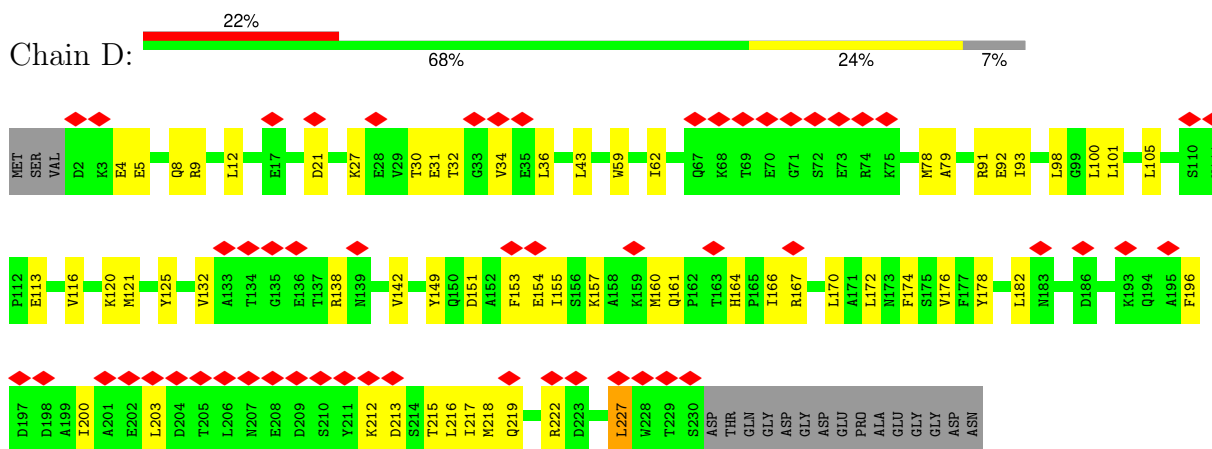 22%
Chain D:
68% 24% 7%
MET SER VAL D2 K3 E4 E5 Q8 R9 L12 E17 D21 K27 E28 V29 T30 E31 T32 G33 V34 E35 L36 L43 W59 I62 Q67 K68 T69 E70 G71 S72 E73 R74 K75 M78 A79 R91 E92 I93 L98 G99 L100 L101 L105 S110
P112 E113 V116 K120 M121 Y125 V132 A133 T134 G135 E136 T137 R138 N139 V142 Y149 Q150 D151 A152 F153 E154 I155 S156 K157 A158 K159 M160 Q161 P162 T163 H164 P165 I166 R167 L170 A171 L172 N173 F174 S175 V176 F177 Y178 L182 N183 D186 K193 Q194 A195 F196
D197 D198 A199 I200 A201 E202 L203 D204 T205 L206 N207 E208 D209 S210 Y211 K212 D213 S214 T215 L216 I217 M218 Q219 R222 D223 L227 W228 T229 S230 ASP THR GLN GLY ASP GLY ASP GLU PRO ALA GLU GLY GLY ASP ASN